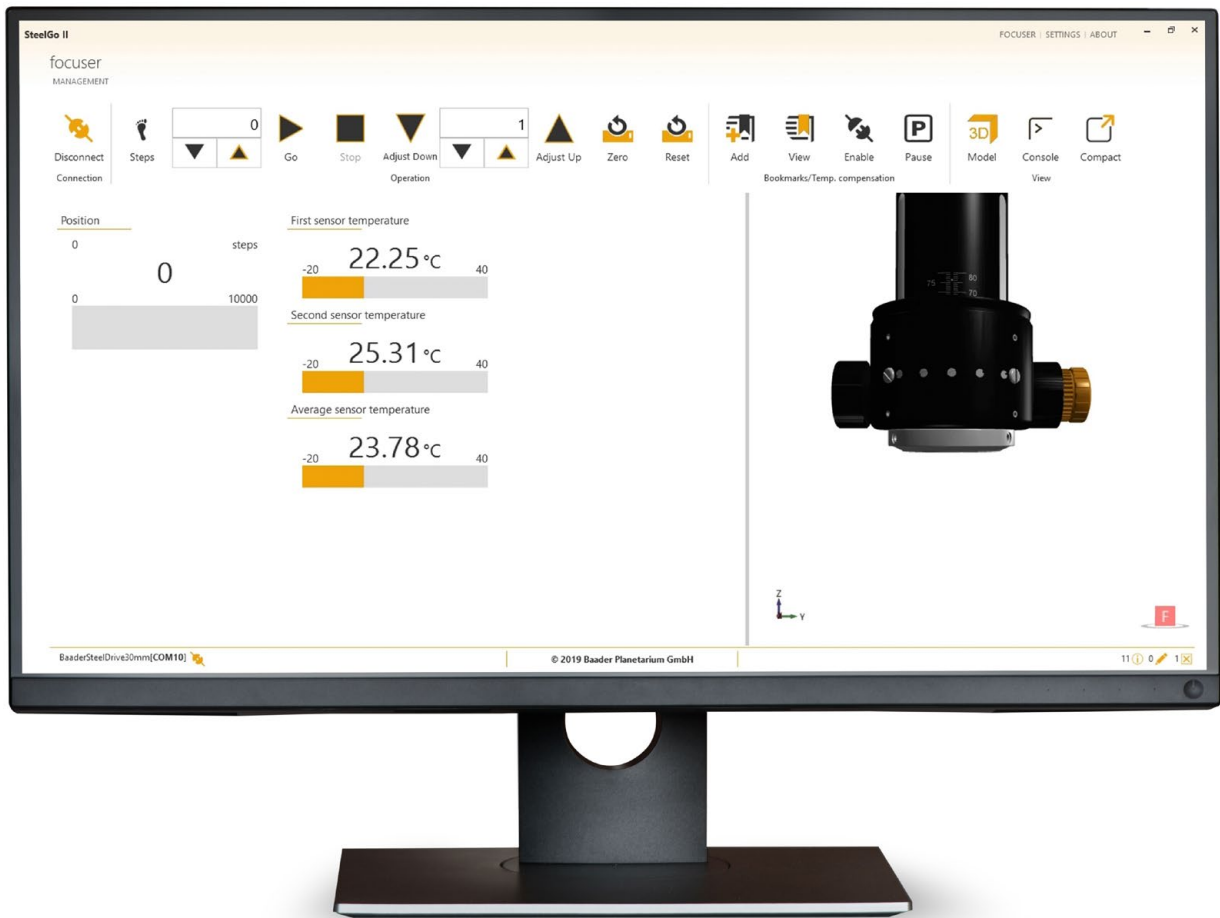 SteelGo II
FOCUSER | SETTINGS | ABOUT
focuser
MANAGEMENT
0
1
P
3D
Disconnect
Steps
Go
Stop
Adjust Down
Adjust Up
Zero
Reset
Add
View
Enable
Pause
Model
Console
Compact
Connection
Operation
Bookmarks/Temp. compensation
View
Position
0 steps
0
0 10000
First sensor temperature
22.25 °C
-20 40
Second sensor temperature
25.31 °C
-20 40
Average sensor temperature
23.78 °C
-20 40
75
80
70
Z
Y
F
BaaderSteelDrive30mm[COM10]
© 2019 Baader Planetarium GmbH
11 0 1